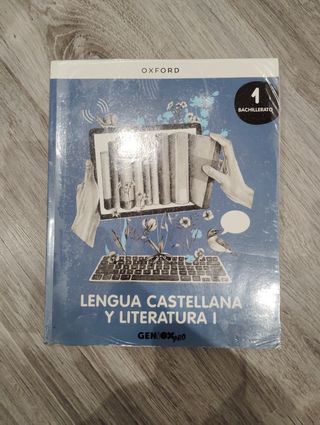 OXFORD
1
BACHILLERATO
LENGUA CASTELLANA
Y LITERATURA I
GENiOX PRO